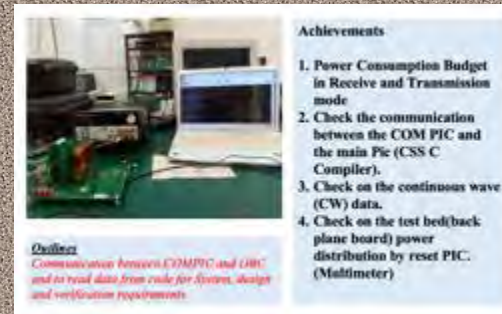 Achievements
1. Power Consumption Budget
in Receive and Transmission
mode
2. Check the communication
between the COM PIC and
the main Pic (CSS C
Compiler).
3. Check on the continuous wave
(CW) data.
4. Check on the test bed(back
plane board) power
distribution by reset PIC.
(Multimeter)
Outlines
Communication between COMPIC and OBC
and to read data from code for System, design
and verification requirements